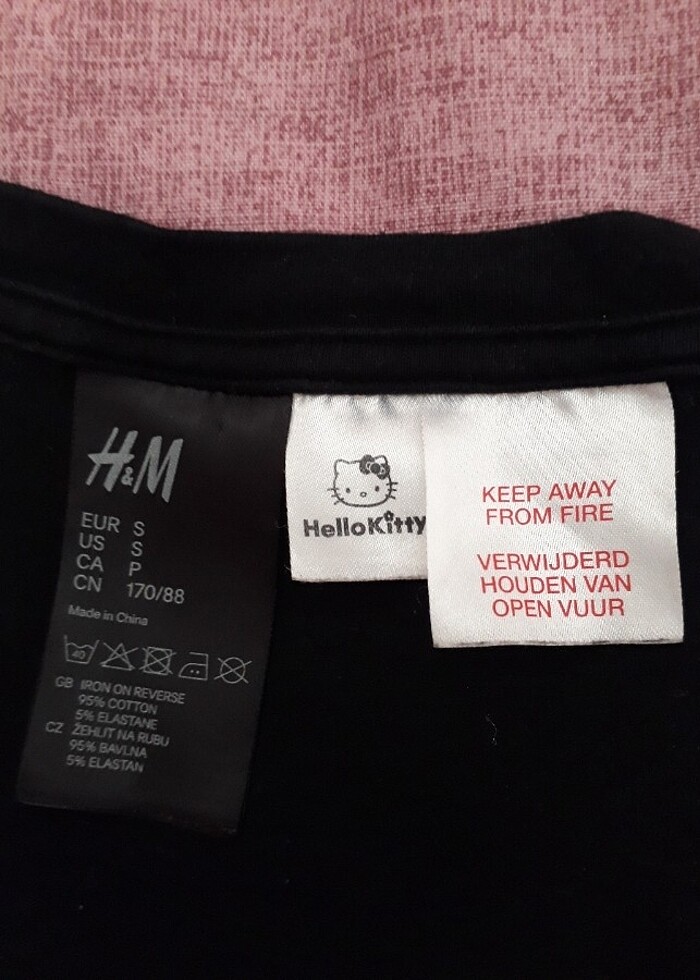 H&M
EUR S
US S
CA P
CN 170/88
Made in China
40
GB IRON ON REVERSE
95% COTTON
5% ELASTANE
CZ ŽEHLIT NA RUBU
95% BAVLNA
5% ELASTAN
HelloKitty
KEEP AWAY
FROM FIRE
VERWIJDERD
HOUDEN VAN
OPEN VUUR